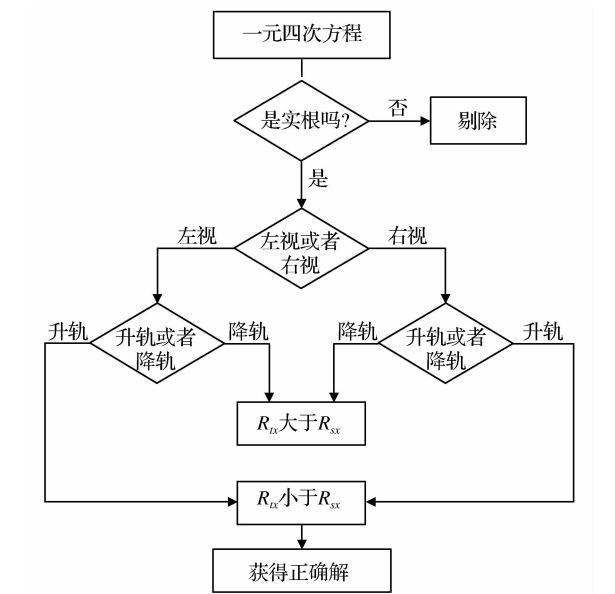 一元四次方程
是实根吗?
否
剔除
是
左视
左视或者
右视
右视
升轨
升轨或者
降轨
降轨
降轨
升轨或者
降轨
升轨
Rtx大于Rsx
Rtx小于Rsx
获得正确解